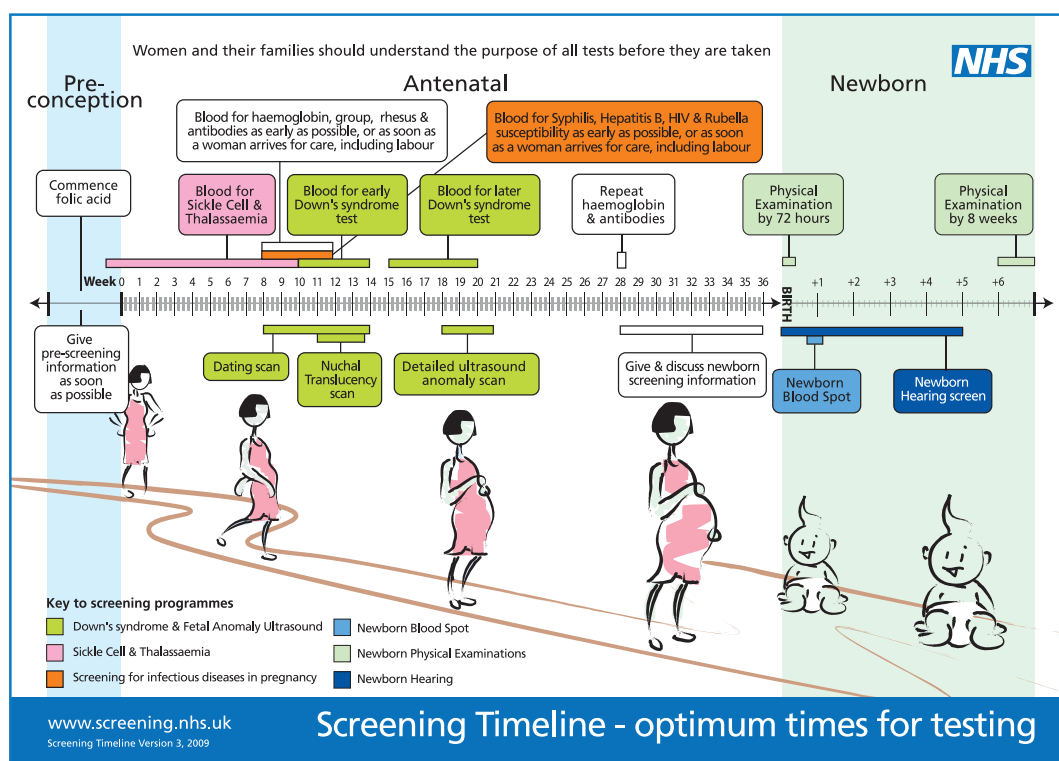 Women and their families should understand the purpose of all tests before they are taken
NHS
Pre-
conception
Antenatal
Newborn
Blood for haemoglobin, group, rhesus &
antibodies as early as possible, or as soon as
a woman arrives for care, including labour
Blood for Syphilis, Hepatitis B, HIV & Rubella
susceptibility as early as possible, or as soon
as a woman arrives for care, including labour
Commence
folic acid
Blood for
Sickle Cell &
Thalassaemia
Blood for early
Down's syndrome
test
Blood for later
Down's syndrome
test
Repeat
haemoglobin
& antibodies
Physical
Examination
by 72 hours
Physical
Examination
by 8 weeks
Week 0 1 2 3 4 5 6 7 8 9 10 11 12 13 14 15 16 17 18 19 20 21 22 23 24 25 26 27 28 29 30 31 32 33 34 35 36
BIRTH
+1 +2 +3 +4 +5 +6
Give
pre-screening
information
as soon
as possible
Dating scan
Nuchal
Translucency
scan
Detailed ultrasound
anomaly scan
Give & discuss newborn
screening information
Newborn
Blood Spot
Newborn
Hearing screen
Key to screening programmes
Down's syndrome & Fetal Anomaly Ultrasound
Sickle Cell & Thalassaemia
Screening for infectious diseases in pregnancy
Newborn Blood Spot
Newborn Physical Examinations
Newborn Hearing
www.screening.nhs.uk
Screening Timeline Version 3, 2009
Screening Timeline - optimum times for testing